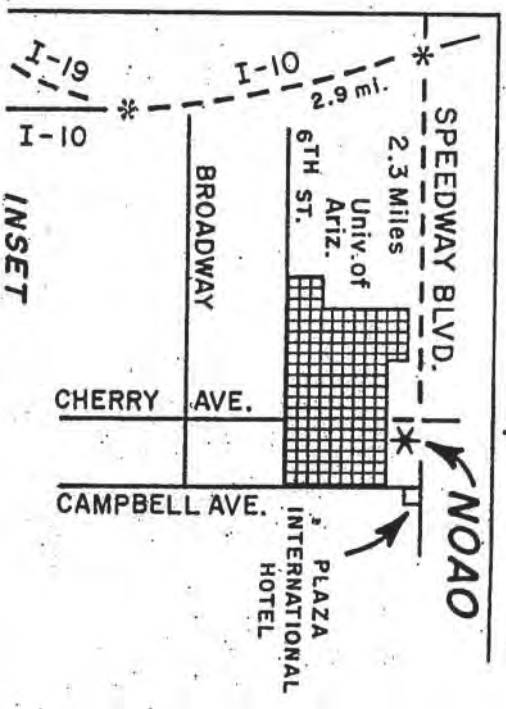 I-19
I-10
I-10
2.9 mi.
SPEEDWAY BLVD.
2.3 Miles
Univ. of
Ariz.
6TH ST.
BROADWAY
INSET
CHERRY AVE.
CAMPBELL AVE.
NOAO
PLAZA
INTERNATIONAL
HOTEL